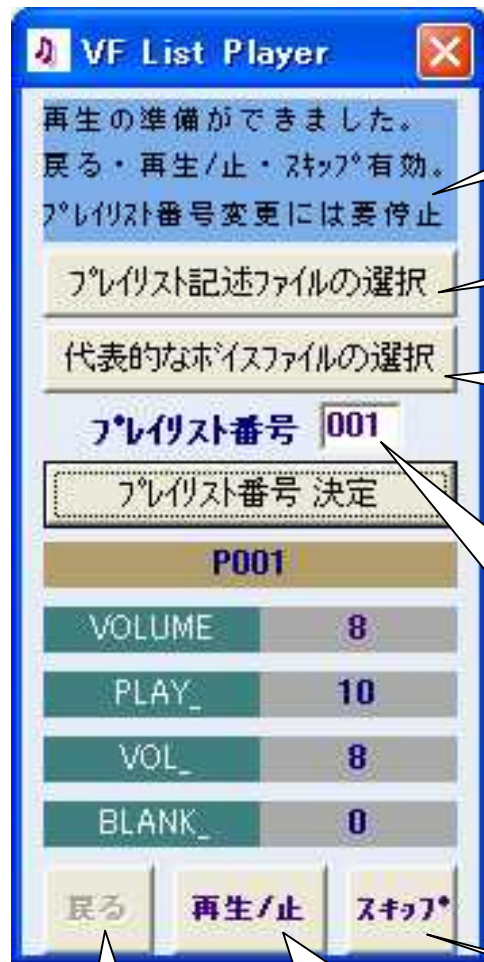 VF List Player
再生の準備ができました。
戻る・再生/止・ｽｷｯﾌﾟ有効。
ﾌﾟﾚｲﾘｽﾄ番号変更には要停止
ﾌﾟﾚｲﾘｽﾄ記述ﾌｧｲﾙの選択
代表的なﾎﾞｲｽﾌｧｲﾙの選択
ﾌﾟﾚｲﾘｽﾄ番号 001
ﾌﾟﾚｲﾘｽﾄ番号 決定
P001
VOLUME 8
PLAY_ 10
VOL_ 8
BLANK_ 0
戻る 再生/止 ｽｷｯﾌﾟ